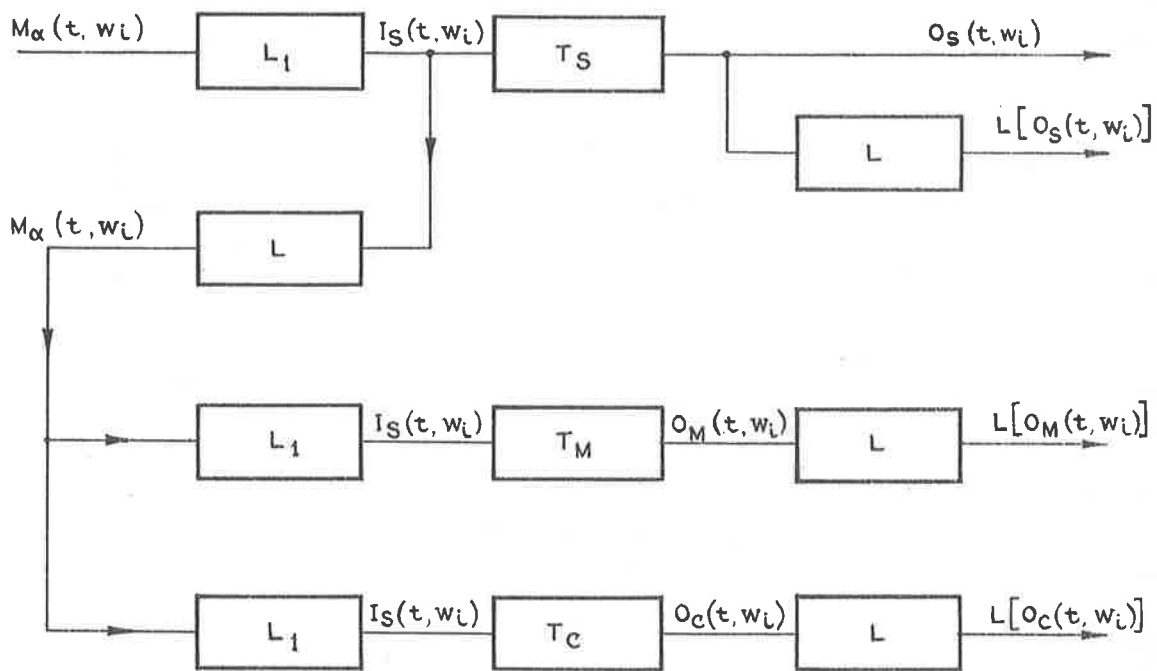 Mα(t, wi) L1 IS(t, wi) TS OS(t, wi)
L L[OS(t, wi)]
Mα(t, wi) L
L1 IS(t, wi) TM OM(t, wi) L L[OM(t, wi)]
L1 IS(t, wi) TC OC(t, wi) L L[OC(t, wi)]